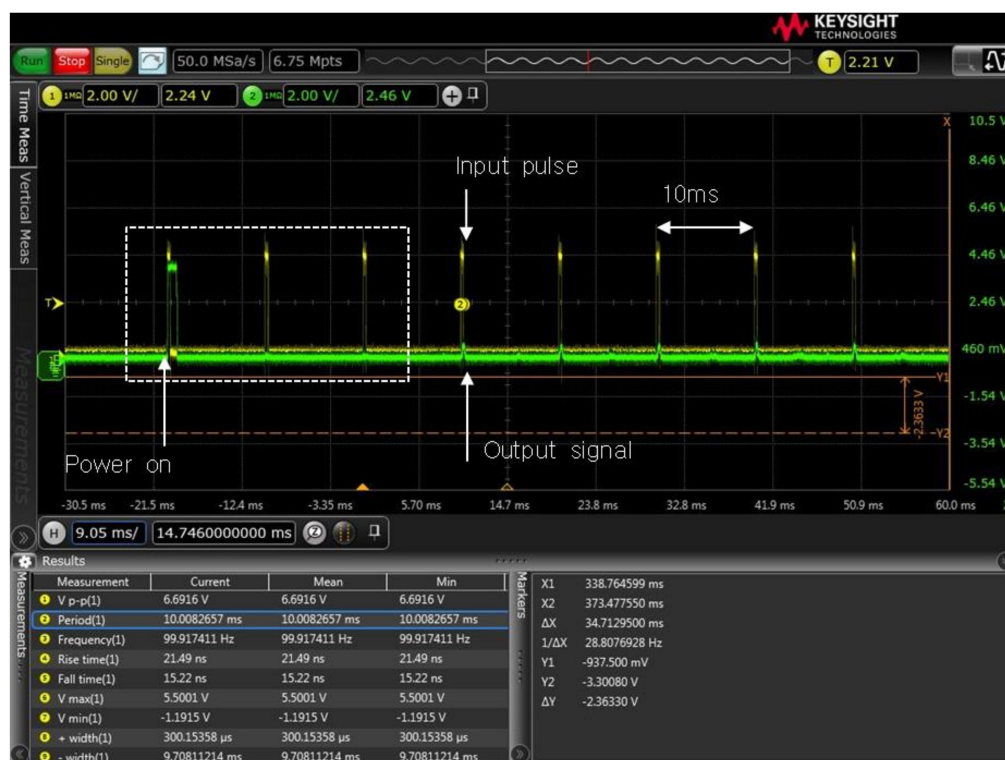 KEYSIGHT
TECHNOLOGIES
Run Stop Single 50.0 MSa/s 6.75 Mpts T 2.21 V
1 1MΩ 2.00 V/ 2.24 V 2 1MΩ 2.00 V/ 2.46 V
Time Meas
Vertical Meas
Measurements
X 10.5 V
8.46 V
Input pulse
10ms
6.46 V
4.46 V
T 2 2.46 V
460 mV
Y1
-1.54 V
-2.3633 V
Y2
-3.54 V
Output signal
Power on
-5.54 V
-30.5 ms -21.5 ms -12.4 ms -3.35 ms 5.70 ms 14.7 ms 23.8 ms 32.8 ms 41.9 ms 50.9 ms 60.0 ms
H 9.05 ms/ 14.7460000000 ms Z
Results
Measurements
Measurement Current Mean Min
1 V p-p(1) 6.6916 V 6.6916 V 6.6916 V
2 Period(1) 10.0082657 ms 10.0082657 ms 10.0082657 ms
3 Frequency(1) 99.917411 Hz 99.917411 Hz 99.917411 Hz
4 Rise time(1) 21.49 ns 21.49 ns 21.49 ns
5 Fall time(1) 15.22 ns 15.22 ns 15.22 ns
6 V max(1) 5.5001 V 5.5001 V 5.5001 V
7 V min(1) -1.1915 V -1.1915 V -1.1915 V
8 + width(1) 300.15358 µs 300.15358 µs 300.15358 µs
9 - width(1) 9.70811214 ms 9.70811214 ms 9.70811214 ms
Markers
X1 338.764599 ms
X2 373.477550 ms
ΔX 34.7129500 ms
1/ΔX 28.8076928 Hz
Y1 -937.500 mV
Y2 -3.30080 V
ΔY -2.36330 V